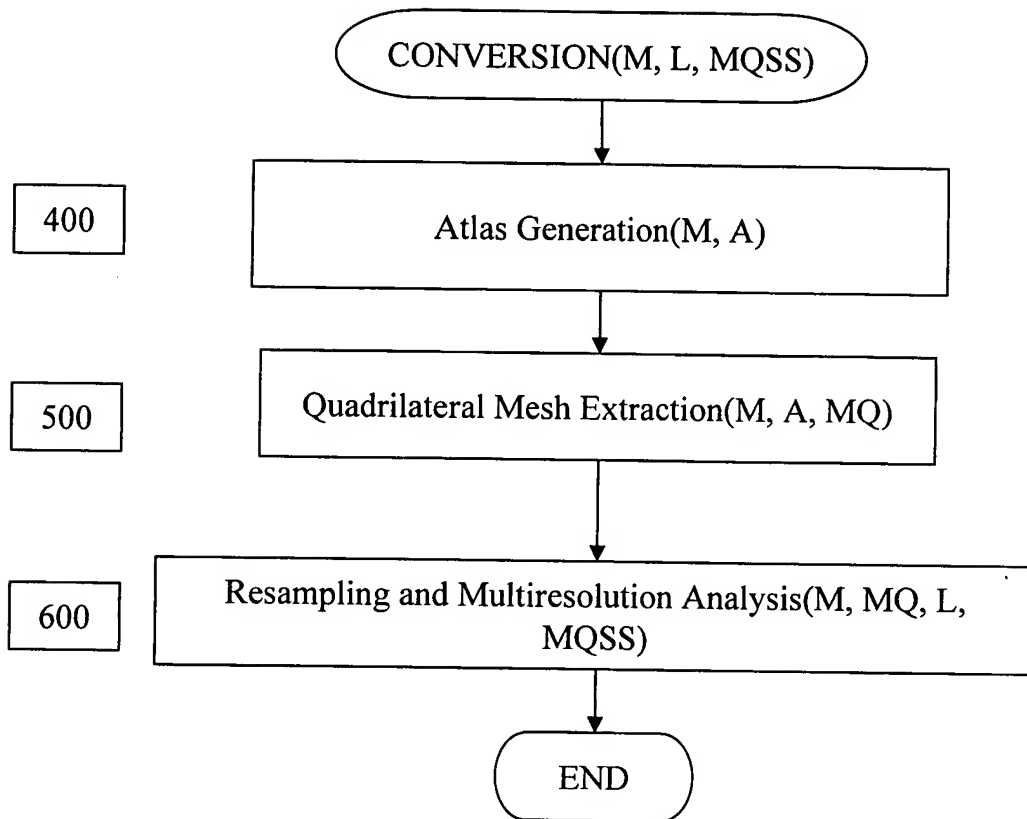 CONVERSION(M, L, MQSS)
400
Atlas Generation(M, A)
500
Quadrilateral Mesh Extraction(M, A, MQ)
600
Resampling and Multiresolution Analysis(M, MQ, L,
MQSS)
END